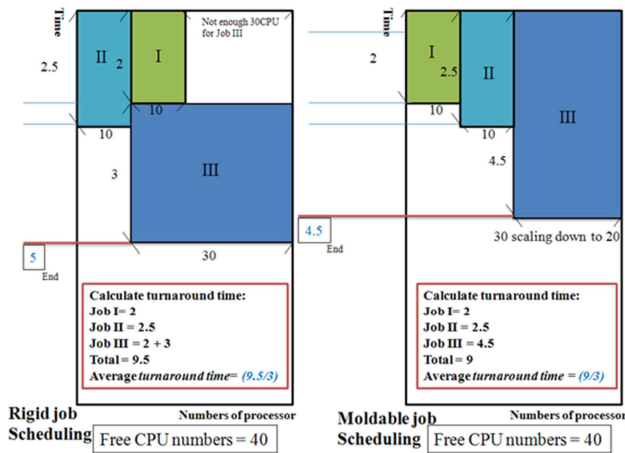 Time
Not enough 30CPU
for Job III
2.5
II
2
I
10
10
3
III
5
End
30
Calculate turnaround time:
Job I= 2
Job II = 2.5
Job III = 2 + 3
Total = 9.5
Average turnaround time= (9.5/3)
Rigid job
Scheduling
Numbers of processor
Free CPU numbers = 40
Time
2
I
2.5
II
III
10
10
4.5
4.5
End
30 scaling down to 20
Calculate turnaround time:
Job I= 2
Job II = 2.5
Job III = 4.5
Total = 9
Average turnaround time = (9/3)
Moldable job
Scheduling
Numbers of processor
Free CPU numbers = 40